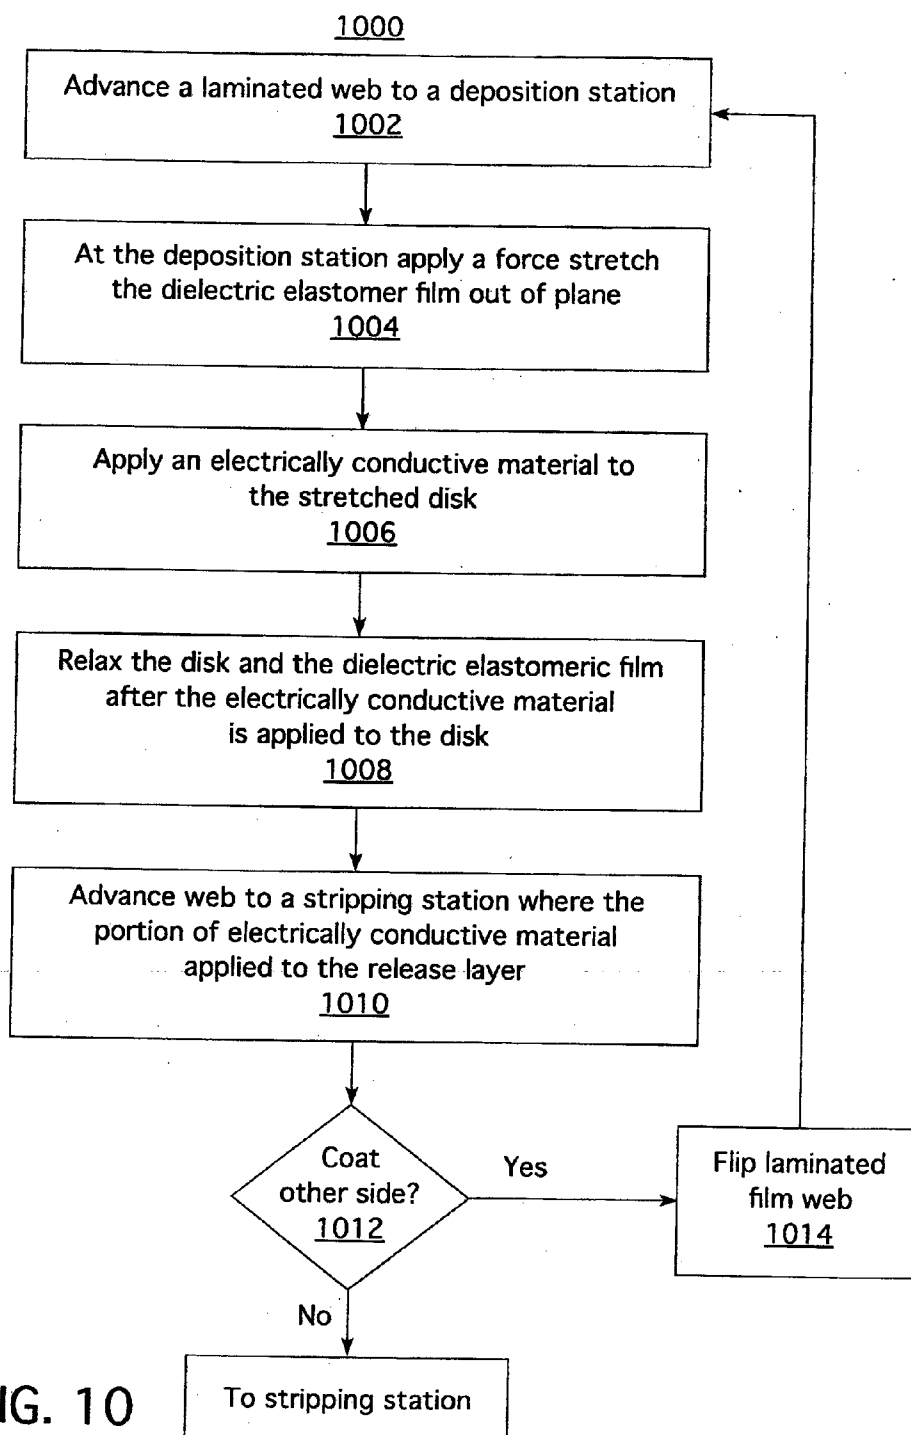 1000
Advance a laminated web to a deposition station
1002
At the deposition station apply a force stretch
the dielectric elastomer film out of plane
1004
Apply an electrically conductive material to
the stretched disk
1006
Relax the disk and the dielectric elastomeric film
after the electrically conductive material
is applied to the disk
1008
Advance web to a stripping station where the
portion of electrically conductive material
applied to the release layer
1010
Coat
other side?
1012
Yes
Flip laminated
film web
1014
No
To stripping station
IG. 10